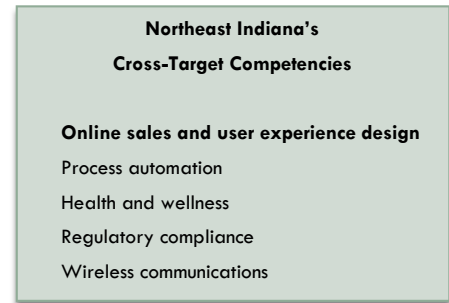 Northeast Indiana's
Cross-Target Competencies
Online sales and user experience design
Process automation
Health and wellness
Regulatory compliance
Wireless communications